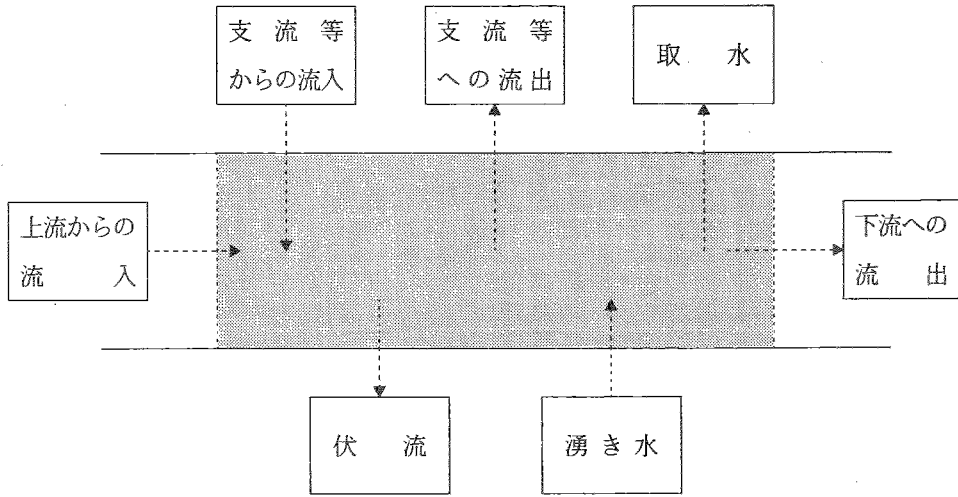 支流等
からの流入
支流等
への流出
取水
上流からの
流入
下流への
流出
伏流
湧き水